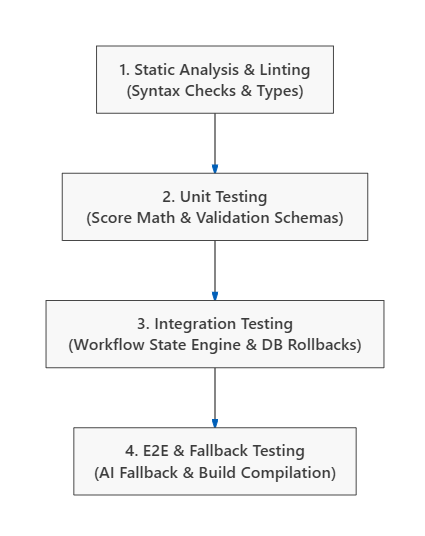 1. Static Analysis & Linting
(Syntax Checks & Types)
2. Unit Testing
(Score Math & Validation Schemas)
3. Integration Testing
(Workflow State Engine & DB Rollbacks)
4. E2E & Fallback Testing
(AI Fallback & Build Compilation)